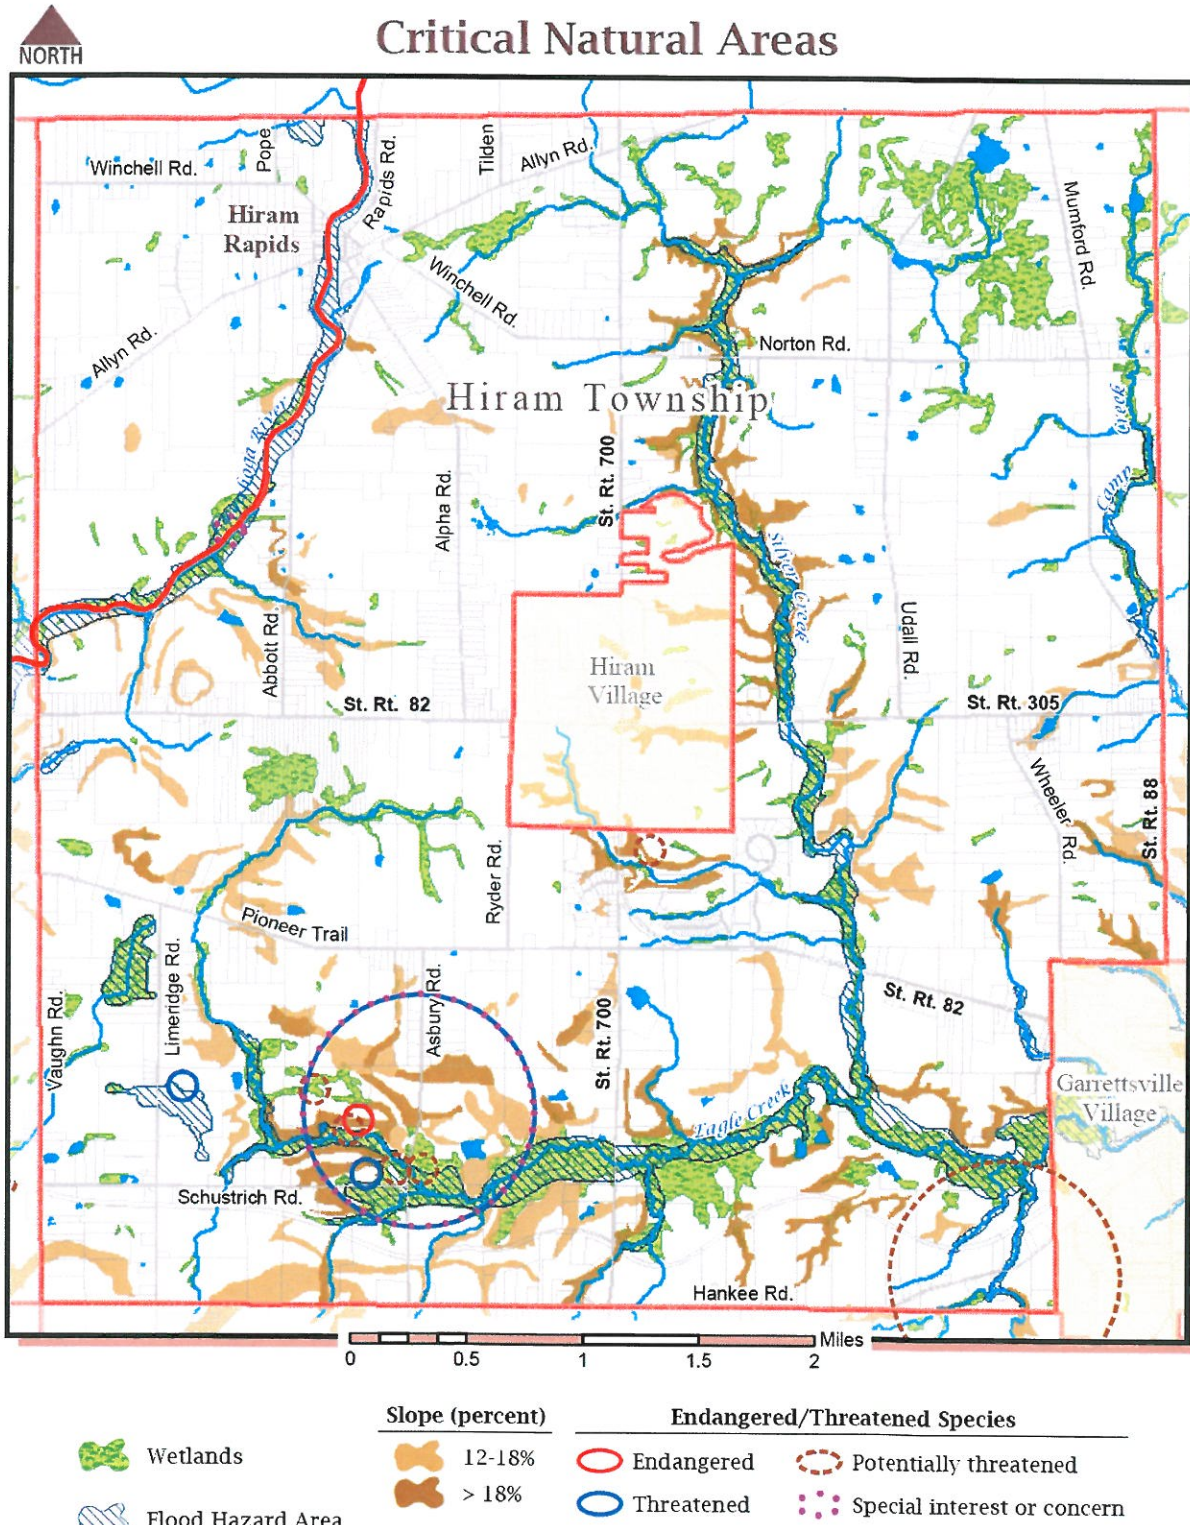 NORTH
Critical Natural Areas
Winchell Rd.
Pope
Rapids Rd.
Tilden
Allyn Rd.
Mumford Rd.
Hiram
Rapids
Winchell Rd.
Allyn Rd.
Norton Rd.
Hiram Township
Creek
Camp
St. Rt. 700
Alpha Rd.
Silver
Creek
Udall Rd.
Abbott Rd.
Hiram
Village
St. Rt. 82
St. Rt. 305
Wheeler Rd.
St. Rt. 88
Ryder Rd.
Pioneer Trail
Limeridge Rd.
Vaughn Rd.
Asbury Rd.
St. Rt. 700
St. Rt. 82
Garrettsville
Village
Eagle Creek
Schustrich Rd.
Hankee Rd.
Miles
0 0.5 1 1.5 2
Slope (percent)
Endangered/Threatened Species
Wetlands
12-18%
Endangered
Potentially threatened
> 18%
Threatened
Special interest or concern
Flood Hazard Area